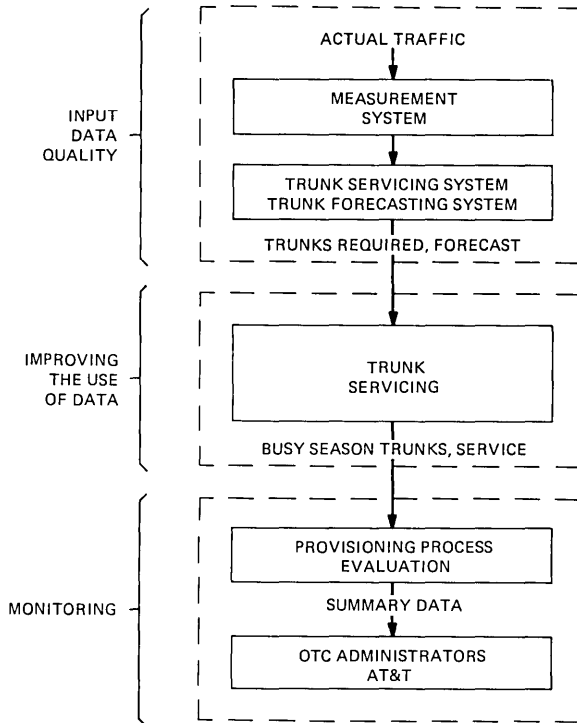 ACTUAL TRAFFIC
MEASUREMENT
SYSTEM
INPUT
DATA
QUALITY
TRUNK SERVICING SYSTEM
TRUNK FORECASTING SYSTEM
TRUNKS REQUIRED, FORECAST
IMPROVING
THE USE
OF DATA
TRUNK
SERVICING
BUSY SEASON TRUNKS, SERVICE
PROVISIONING PROCESS
EVALUATION
MONITORING
SUMMARY DATA
OTC ADMINISTRATORS
AT&T